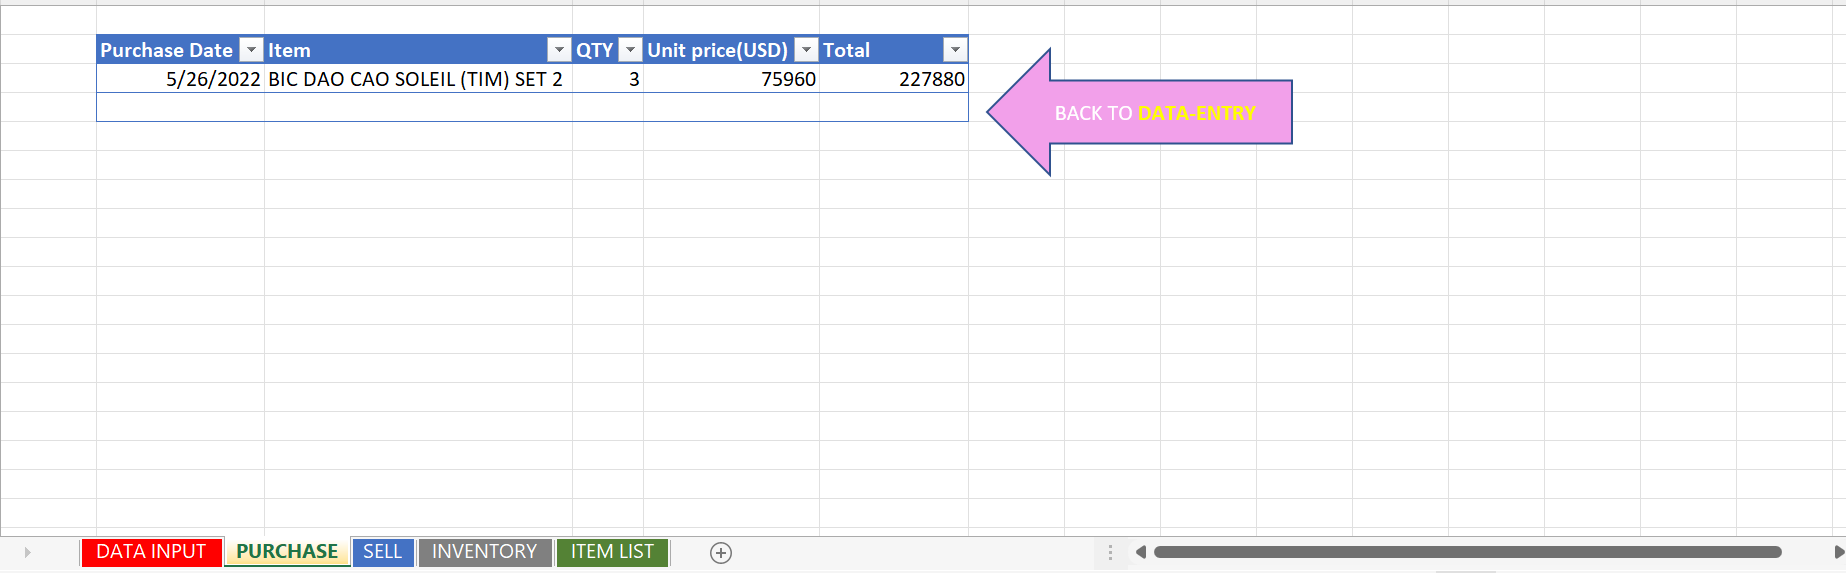 Purchase Date Item QTY Unit price(USD) Total
5/26/2022 BIC DAO CAO SOLEIL (TIM) SET 2 3 75960 227880
BACK TO DATA-ENTRY
DATA INPUT PURCHASE SELL INVENTORY ITEM LIST